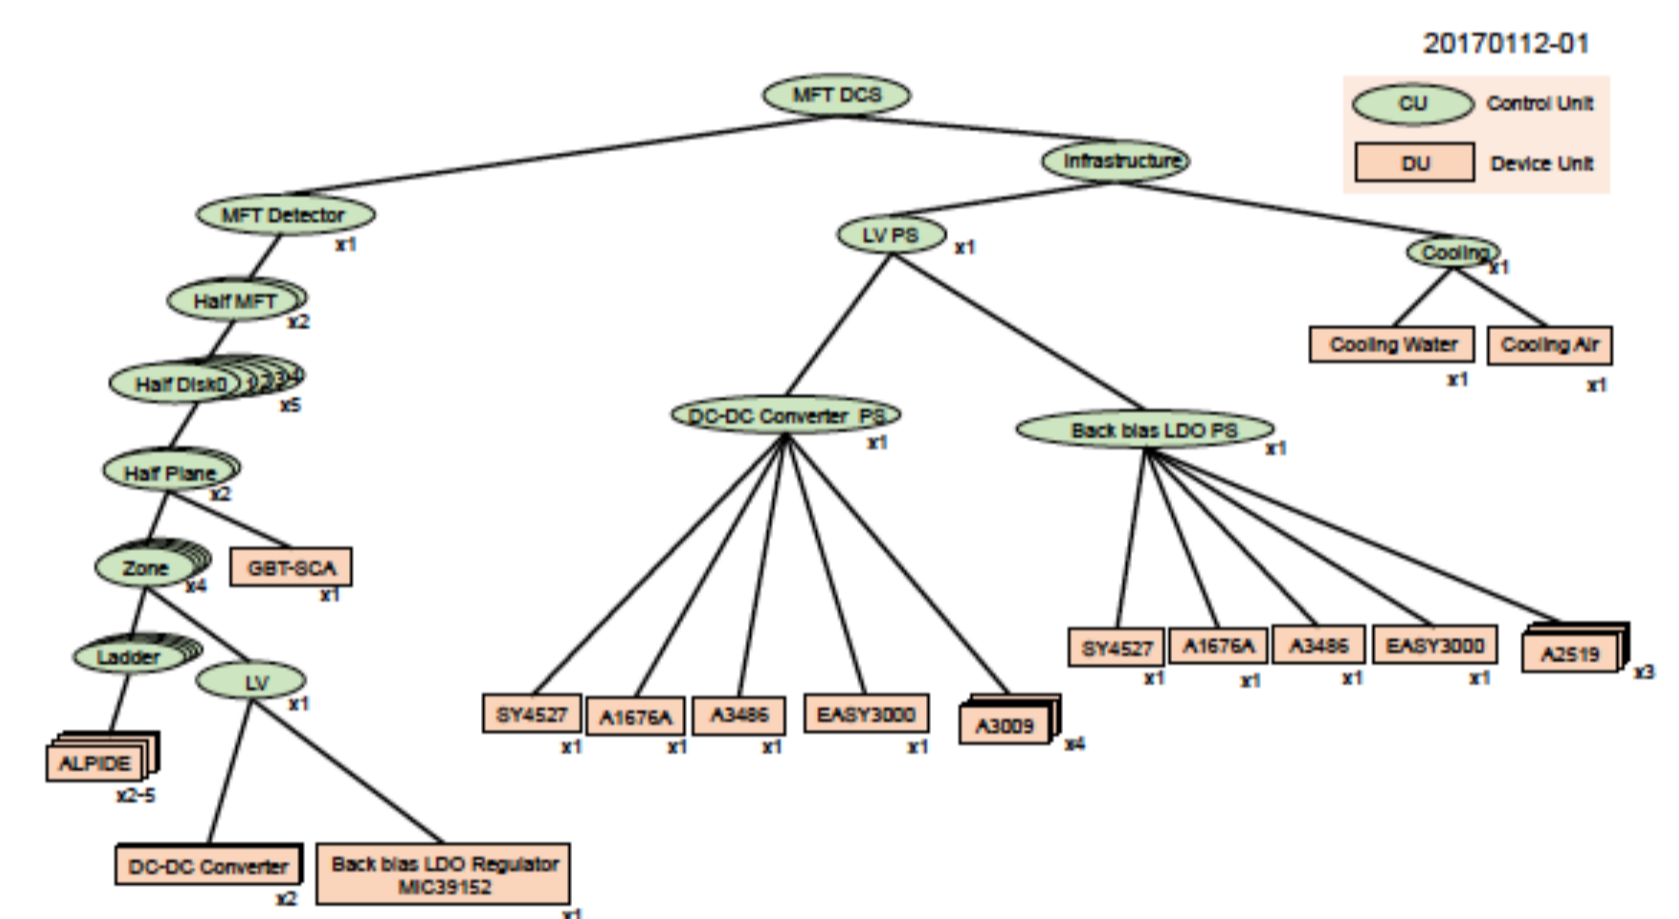 20170112-01
MFT DCS
CU Control Unit
Infrastructure
DU Device Unit
MFT Detector
x1
LV PS
x1
Cooling
x1
Half MFT
x2
Cooling Water
x1
Cooling Air
x1
Half Disk0 1 2 3 4
x5
DC-DC Converter PS
x1
Back bias LDO PS
x1
Half Plane
x2
Zone
x4
GBT-SCA
x1
Ladder
LV
x1
SY4527
x1
A1676A
x1
A3486
x1
EASY3000
x1
A2519
x3
SY4527
x1
A1676A
x1
A3486
x1
EASY3000
x1
A3009
x4
ALPIDE
x2-5
DC-DC Converter
x2
Back bias LDO Regulator
MIC39152
x1